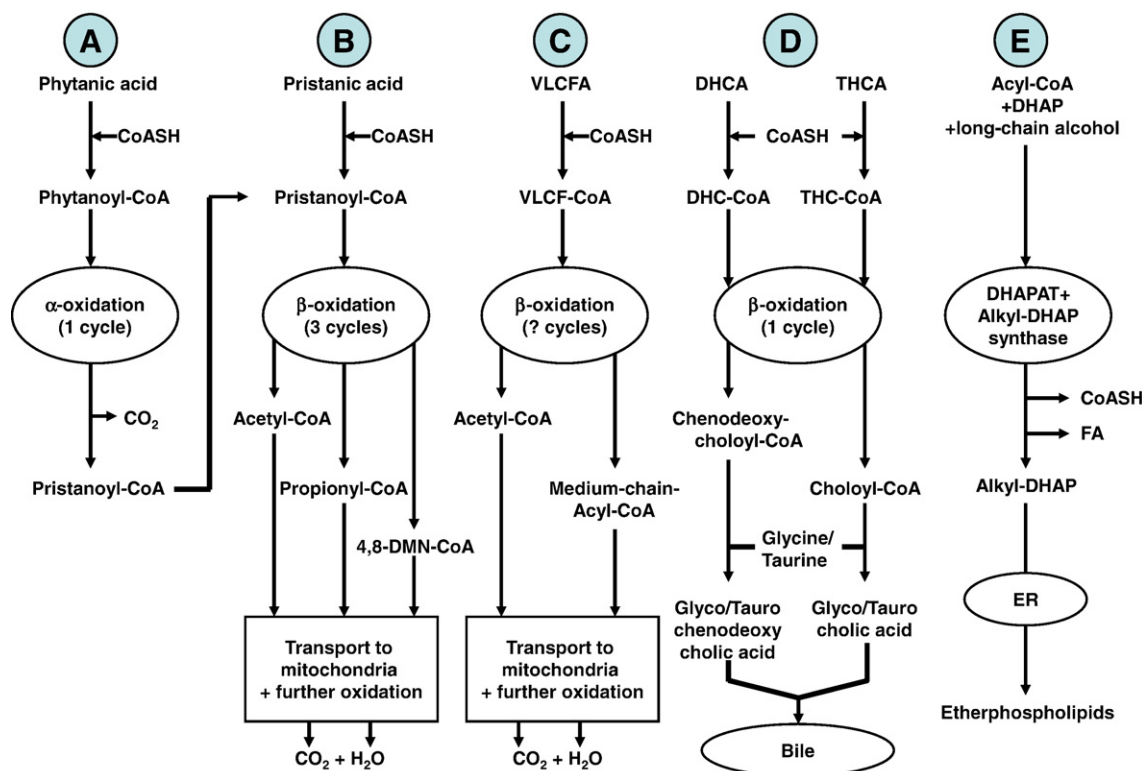 A
Phytanic acid
CoASH
Phytanoyl-CoA
α-oxidation
(1 cycle)
CO₂
Pristanoyl-CoA
B
Pristanic acid
CoASH
Pristanoyl-CoA
β-oxidation
(3 cycles)
Acetyl-CoA
Propionyl-CoA
4,8-DMN-CoA
Transport to
mitochondria
+ further oxidation
CO₂ + H₂O
C
VLCFA
CoASH
VLCF-CoA
β-oxidation
(? cycles)
Acetyl-CoA
Medium-chain-
Acyl-CoA
Transport to
mitochondria
+ further oxidation
CO₂ + H₂O
D
DHCA
THCA
CoASH
DHC-CoA
THC-CoA
β-oxidation
(1 cycle)
Chenodeoxy-
choloyl-CoA
Choloyl-CoA
Glycine/
Taurine
Glyco/Tauro
chenodeoxy
cholic acid
Glyco/Tauro
cholic acid
Bile
E
Acyl-CoA
+DHAP
+long-chain alcohol
DHAPAT+
Alkyl-DHAP
synthase
CoASH
FA
Alkyl-DHAP
ER
Etherphospholipids